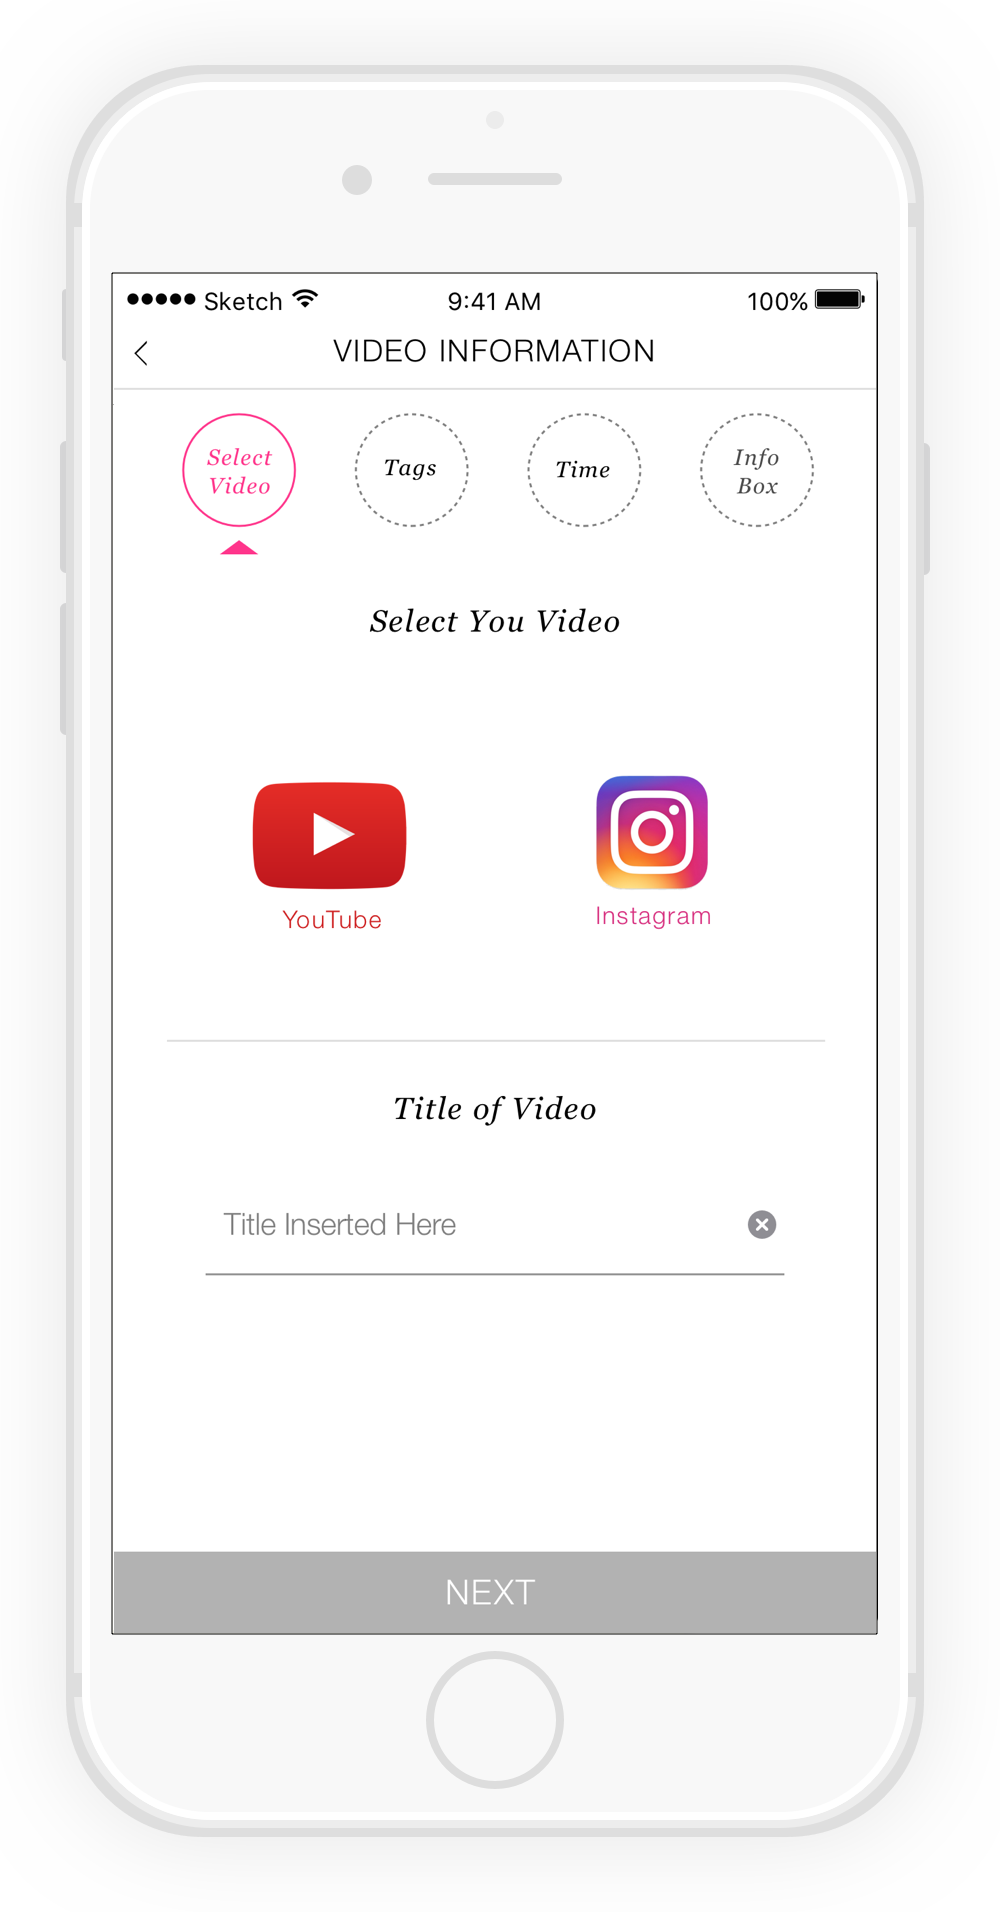 Sketch 9:41 AM 100%
VIDEO INFORMATION
Select
Video
Tags
Time
Info
Box
Select You Video
YouTube
Instagram
Title of Video
Title Inserted Here
NEXT